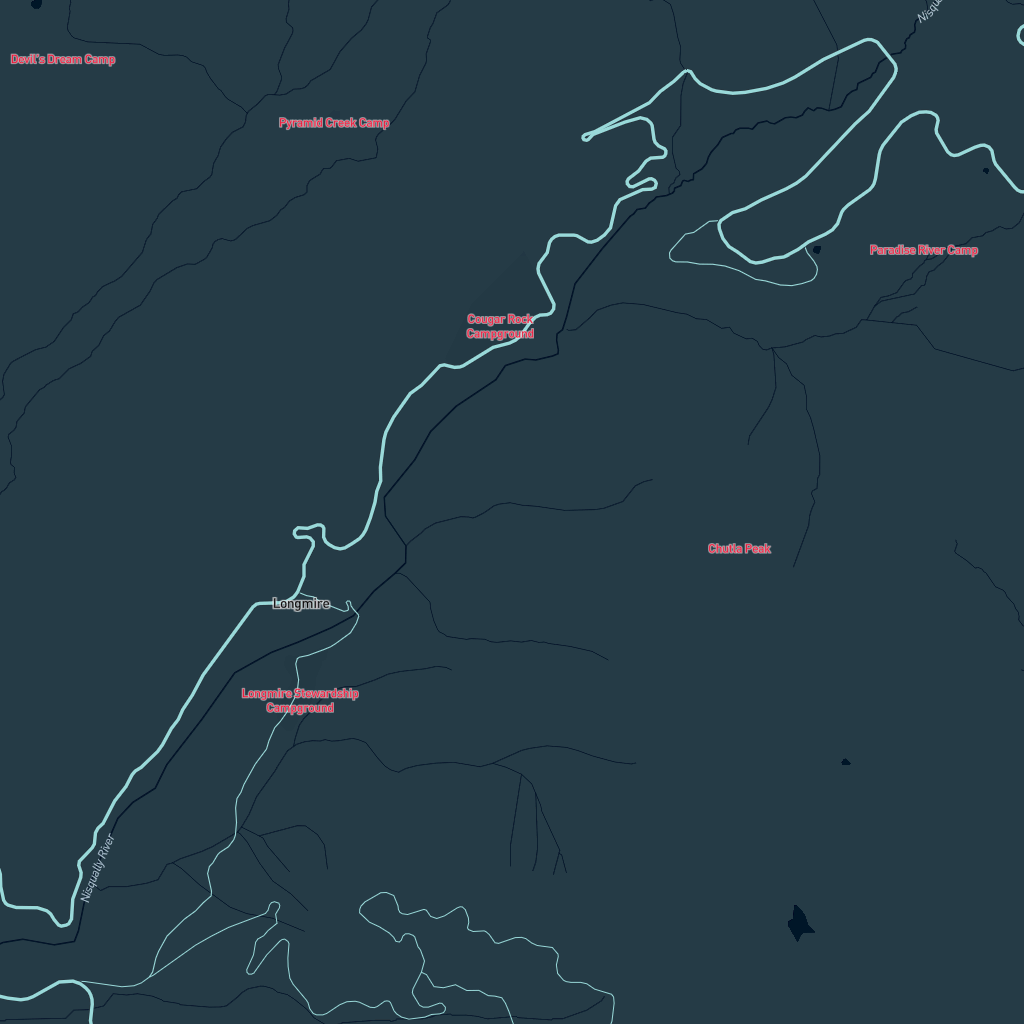 Nisqu
Devil's Dream Camp
Pyramid Creek Camp
Paradise River Camp
Cougar Rock
Campground
Chutla Peak
Longmire
Longmire Stewardship
Campground
Nisqually River